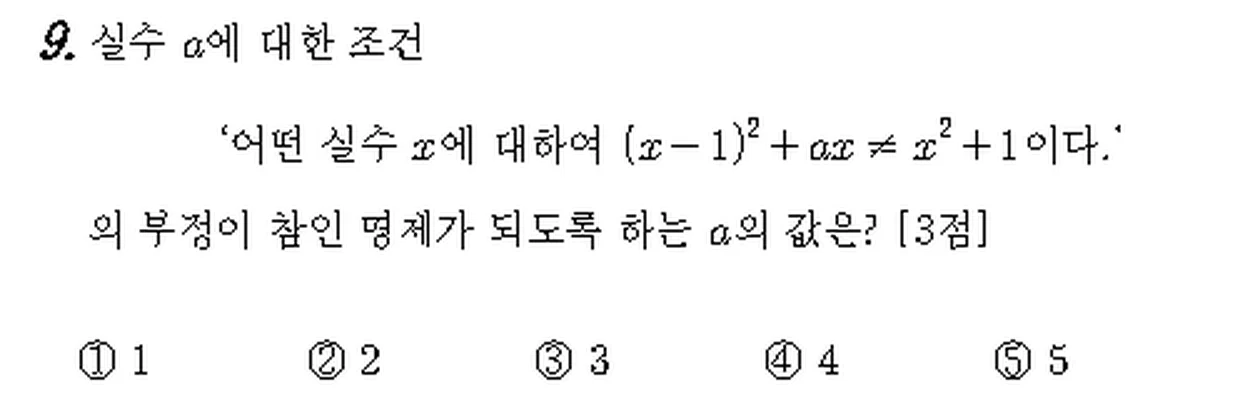 9. 실수 a에 대한 조건
‘어떤 실수 x에 대하여 (x−1)²+ax≠x²+1이다.’
의 부정이 참인 명제가 되도록 하는 a의 값은? [3점]
① 1 ② 2 ③ 3 ④ 4 ⑤ 5